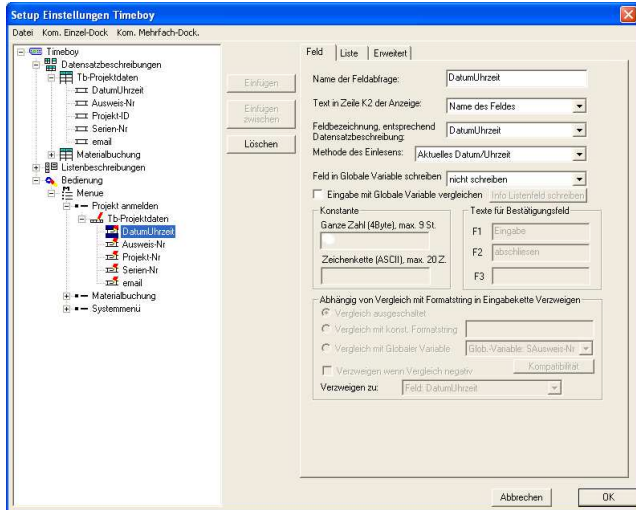 Setup Einstellungen Timeboy
Datei Kom. Einzel-Dock Kom. Mehrfach-Dock.
Timeboy
Datensatzbeschreibungen
Tb-Projektdaten
DatumUhrzeit
Ausweis-Nr
Projekt-ID
Serien-Nr
email
Materialbuchung
Listenbeschreibungen
Bedienung
Menue
Projekt anmelden
Tb-Projektdaten
DatumUhrzeit
Ausweis-Nr
Projekt-Nr
Serien-Nr
email
Materialbuchung
Systemmenü
Einfügen
Einfügen
zwischen
Löschen
Feld Liste Erweitert
Name der Feldabfrage: DatumUhrzeit
Text in Zeile K2 der Anzeige: Name des Feldes
Feldbezeichnung, entsprechend
Datensatzbeschreibung: DatumUhrzeit
Methode des Einlesens: Aktuelles Datum/Uhrzeit
Feld in Globale Variable schreiben nicht schreiben
Eingabe mit Globale Variable vergleichen Info Listenfeld schreiben
Konstante
Ganze Zahl (4Byte), max. 9 St.
Zeichenkette (ASCII), max. 20 Z.
Texte für Bestätigungsfeld
F1 Eingabe
F2 abschliesen
F3
Abhängig von Vergleich mit Formatstring in Eingabekette Verzweigen
Vergleich ausgeschaltet
Vergleich mit konst. Formatstring
Vergleich mit Globaler Variable Glob.-Variable: SAusweis-Nr
Verzweigen wenn Vergleich negativ Kompatibilität
Verzweigen zu: Feld: DatumUhrzeit
Abbrechen OK